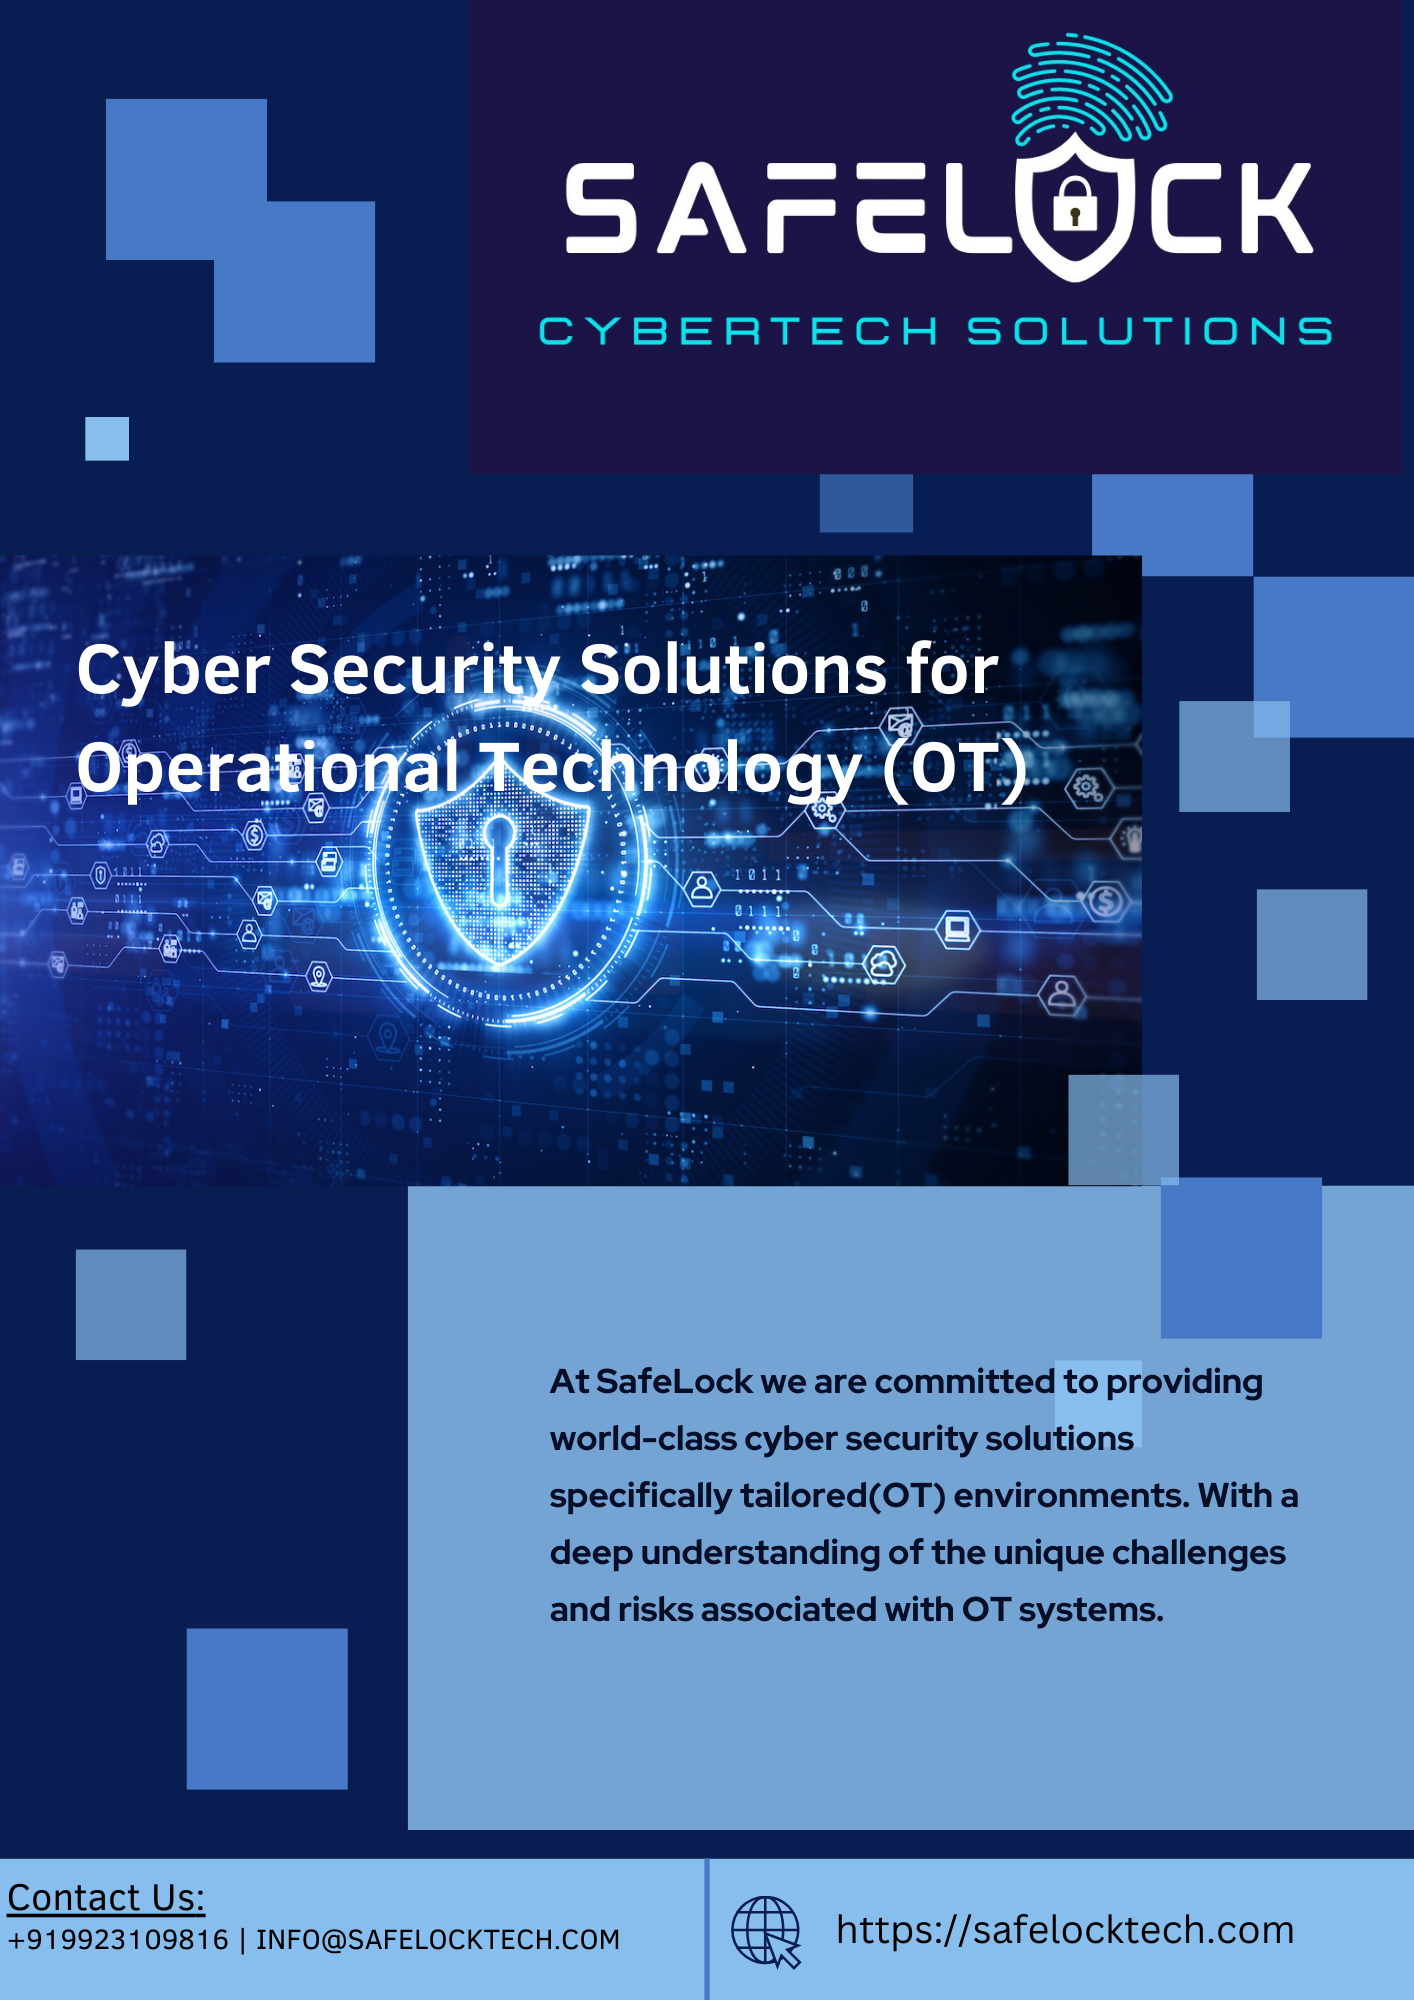 SAFELOCK
CYBERTECH SOLUTIONS
Cyber Security Solutions for
Operational Technology (OT)
At SafeLock we are committed to providing
world-class cyber security solutions
specifically tailored(OT) environments. With a
deep understanding of the unique challenges
and risks associated with OT systems.
Contact Us:
+919923109816 | INFO@SAFELOCKTECH.COM
https://safelocktech.com